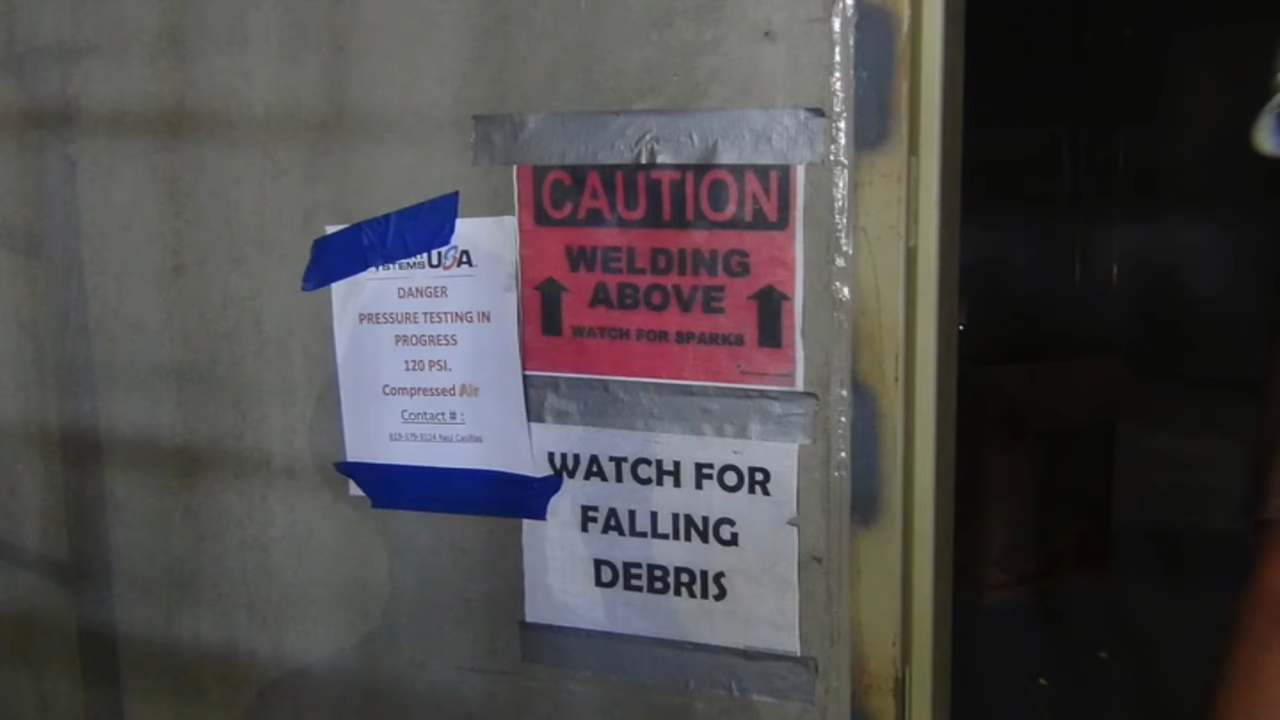 USA
DANGER
PRESSURE TESTING IN
PROGRESS
120 PSI.
Compressed Air
Contact # :
CAUTION
WELDING
ABOVE
WATCH FOR SPARKS
WATCH FOR
FALLING
DEBRIS